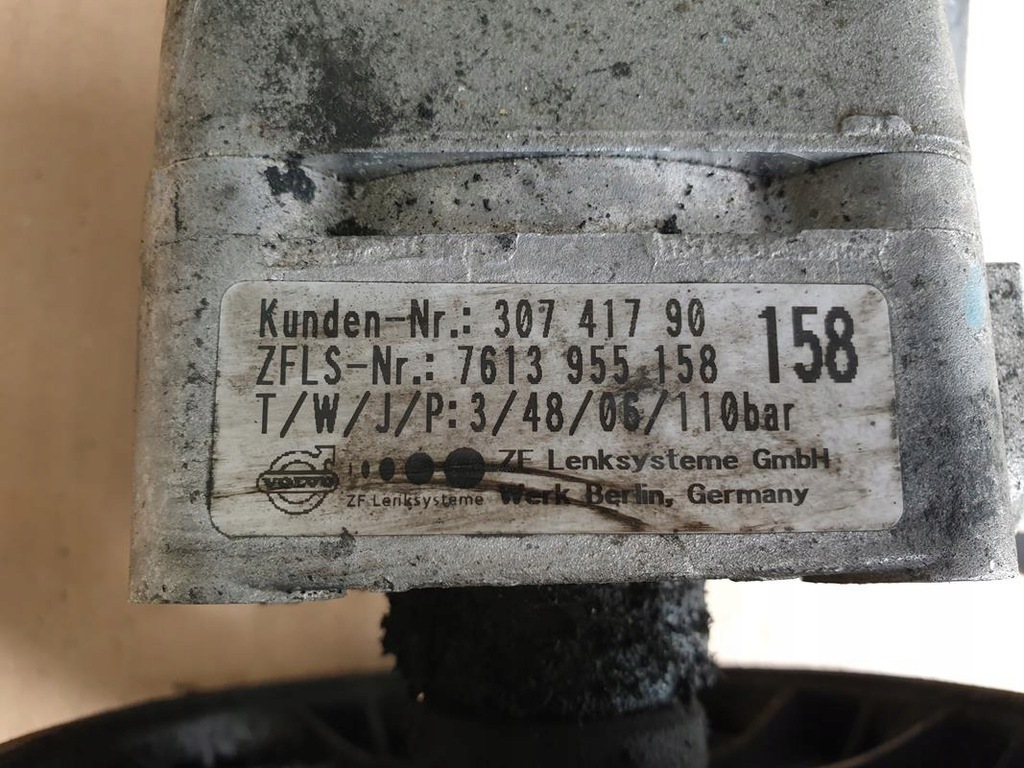 Kunden-Nr.: 307 417 90
ZFLS-Nr.: 7613 955 158
158
T/W/J/P: 3/48/06/110bar
VOLVO
ZF Lenksysteme
ZF Lenksysteme GmbH
Werk Berlin, Germany